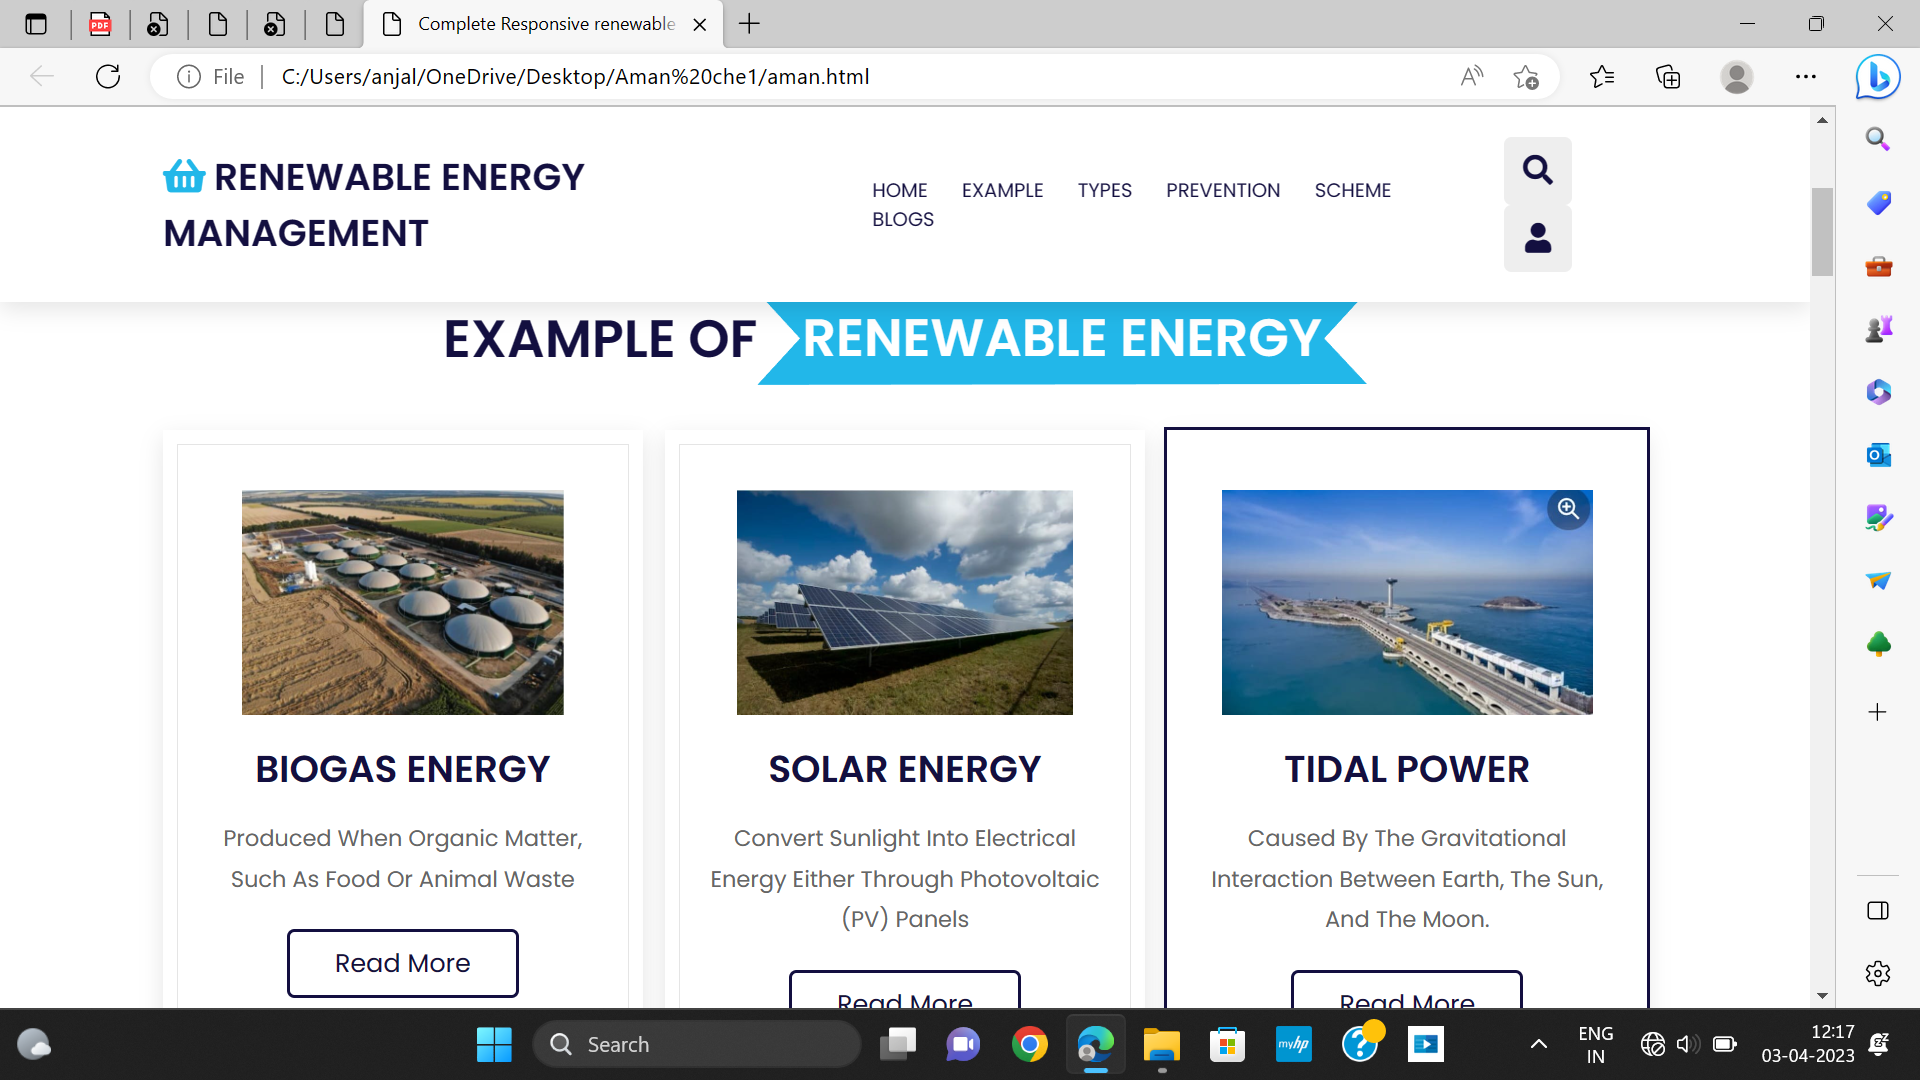 PDF
Complete Responsive renewable
File
C:/Users/anjal/OneDrive/Desktop/Aman%20che1/aman.html
RENEWABLE ENERGY
MANAGEMENT
HOME EXAMPLE TYPES PREVENTION SCHEME
BLOGS
EXAMPLE OF RENEWABLE ENERGY
BIOGAS ENERGY
Produced When Organic Matter,
Such As Food Or Animal Waste
Read More
SOLAR ENERGY
Convert Sunlight Into Electrical
Energy Either Through Photovoltaic
(PV) Panels
Read More
TIDAL POWER
Caused By The Gravitational
Interaction Between Earth, The Sun,
And The Moon.
Read More
Search
myhp
ENG
IN
12:17
03-04-2023